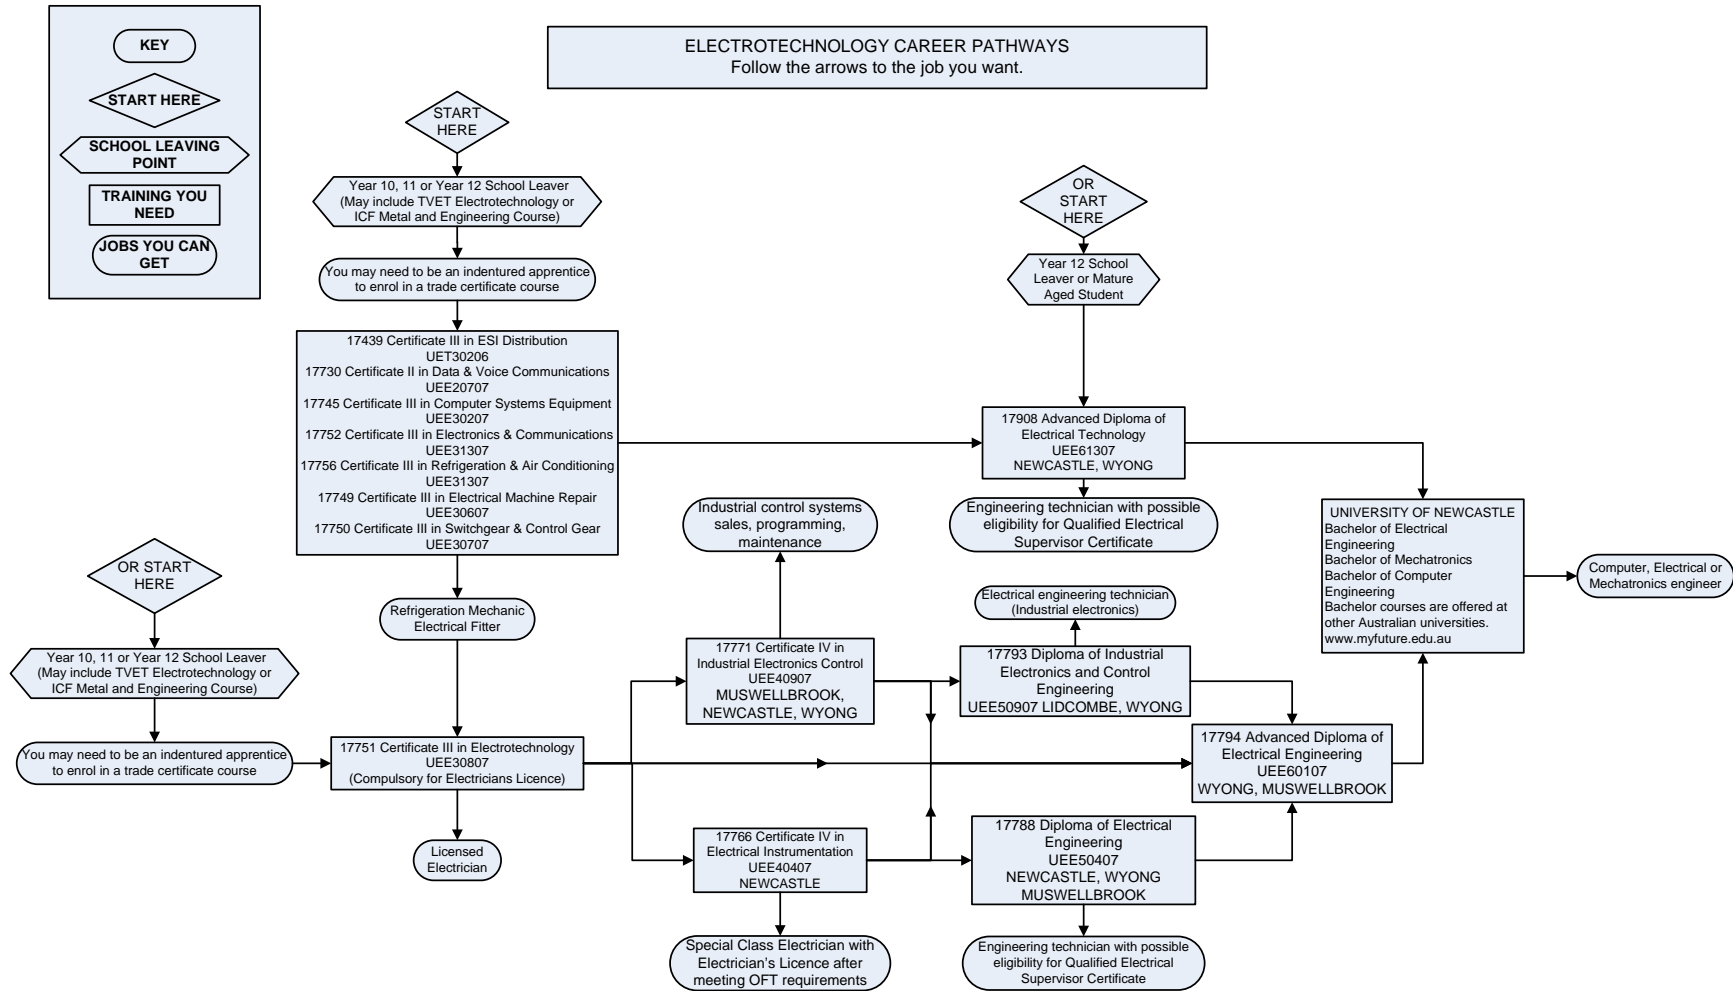 KEY
START HERE
SCHOOL LEAVING
POINT
TRAINING YOU
NEED
JOBS YOU CAN
GET
ELECTROTECHNOLOGY CAREER PATHWAYS
Follow the arrows to the job you want.
START
HERE
Year 10, 11 or Year 12 School Leaver
(May include TVET Electrotechnology or
ICF Metal and Engineering Course)
You may need to be an indentured apprentice
to enrol in a trade certificate course
17439 Certificate III in ESI Distribution
UET30206
17730 Certificate II in Data & Voice Communications
UEE20707
17745 Certificate III in Computer Systems Equipment
UEE30207
17752 Certificate III in Electronics & Communications
UEE31307
17756 Certificate III in Refrigeration & Air Conditioning
UEE31307
17749 Certificate III in Electrical Machine Repair
UEE30607
17750 Certificate III in Switchgear & Control Gear
UEE30707
Refrigeration Mechanic
Electrical Fitter
OR START
HERE
Year 10, 11 or Year 12 School Leaver
(May include TVET Electrotechnology or
ICF Metal and Engineering Course)
You may need to be an indentured apprentice
to enrol in a trade certificate course
17751 Certificate III in Electrotechnology
UEE30807
(Compulsory for Electricians Licence)
Licensed
Electrician
Industrial control systems
sales, programming,
maintenance
17771 Certificate IV in
Industrial Electronics Control
UEE40907
MUSWELLBROOK,
NEWCASTLE, WYONG
17766 Certificate IV in
Electrical Instrumentation
UEE40407
NEWCASTLE
Special Class Electrician with
Electrician's Licence after
meeting OFT requirements
OR
START
HERE
Year 12 School
Leaver or Mature
Aged Student
17908 Advanced Diploma of
Electrical Technology
UEE61307
NEWCASTLE, WYONG
Engineering technician with possible
eligibility for Qualified Electrical
Supervisor Certificate
Electrical engineering technician
(Industrial electronics)
17793 Diploma of Industrial
Electronics and Control
Engineering
UEE50907 LIDCOMBE, WYONG
17788 Diploma of Electrical
Engineering
UEE50407
NEWCASTLE, WYONG
MUSWELLBROOK
Engineering technician with possible
eligibility for Qualified Electrical
Supervisor Certificate
17794 Advanced Diploma of
Electrical Engineering
UEE60107
WYONG, MUSWELLBROOK
UNIVERSITY OF NEWCASTLE
Bachelor of Electrical
Engineering
Bachelor of Mechatronics
Bachelor of Computer
Engineering
Bachelor courses are offered at
other Australian universities.
www.myfuture.edu.au
Computer, Electrical or
Mechatronics engineer